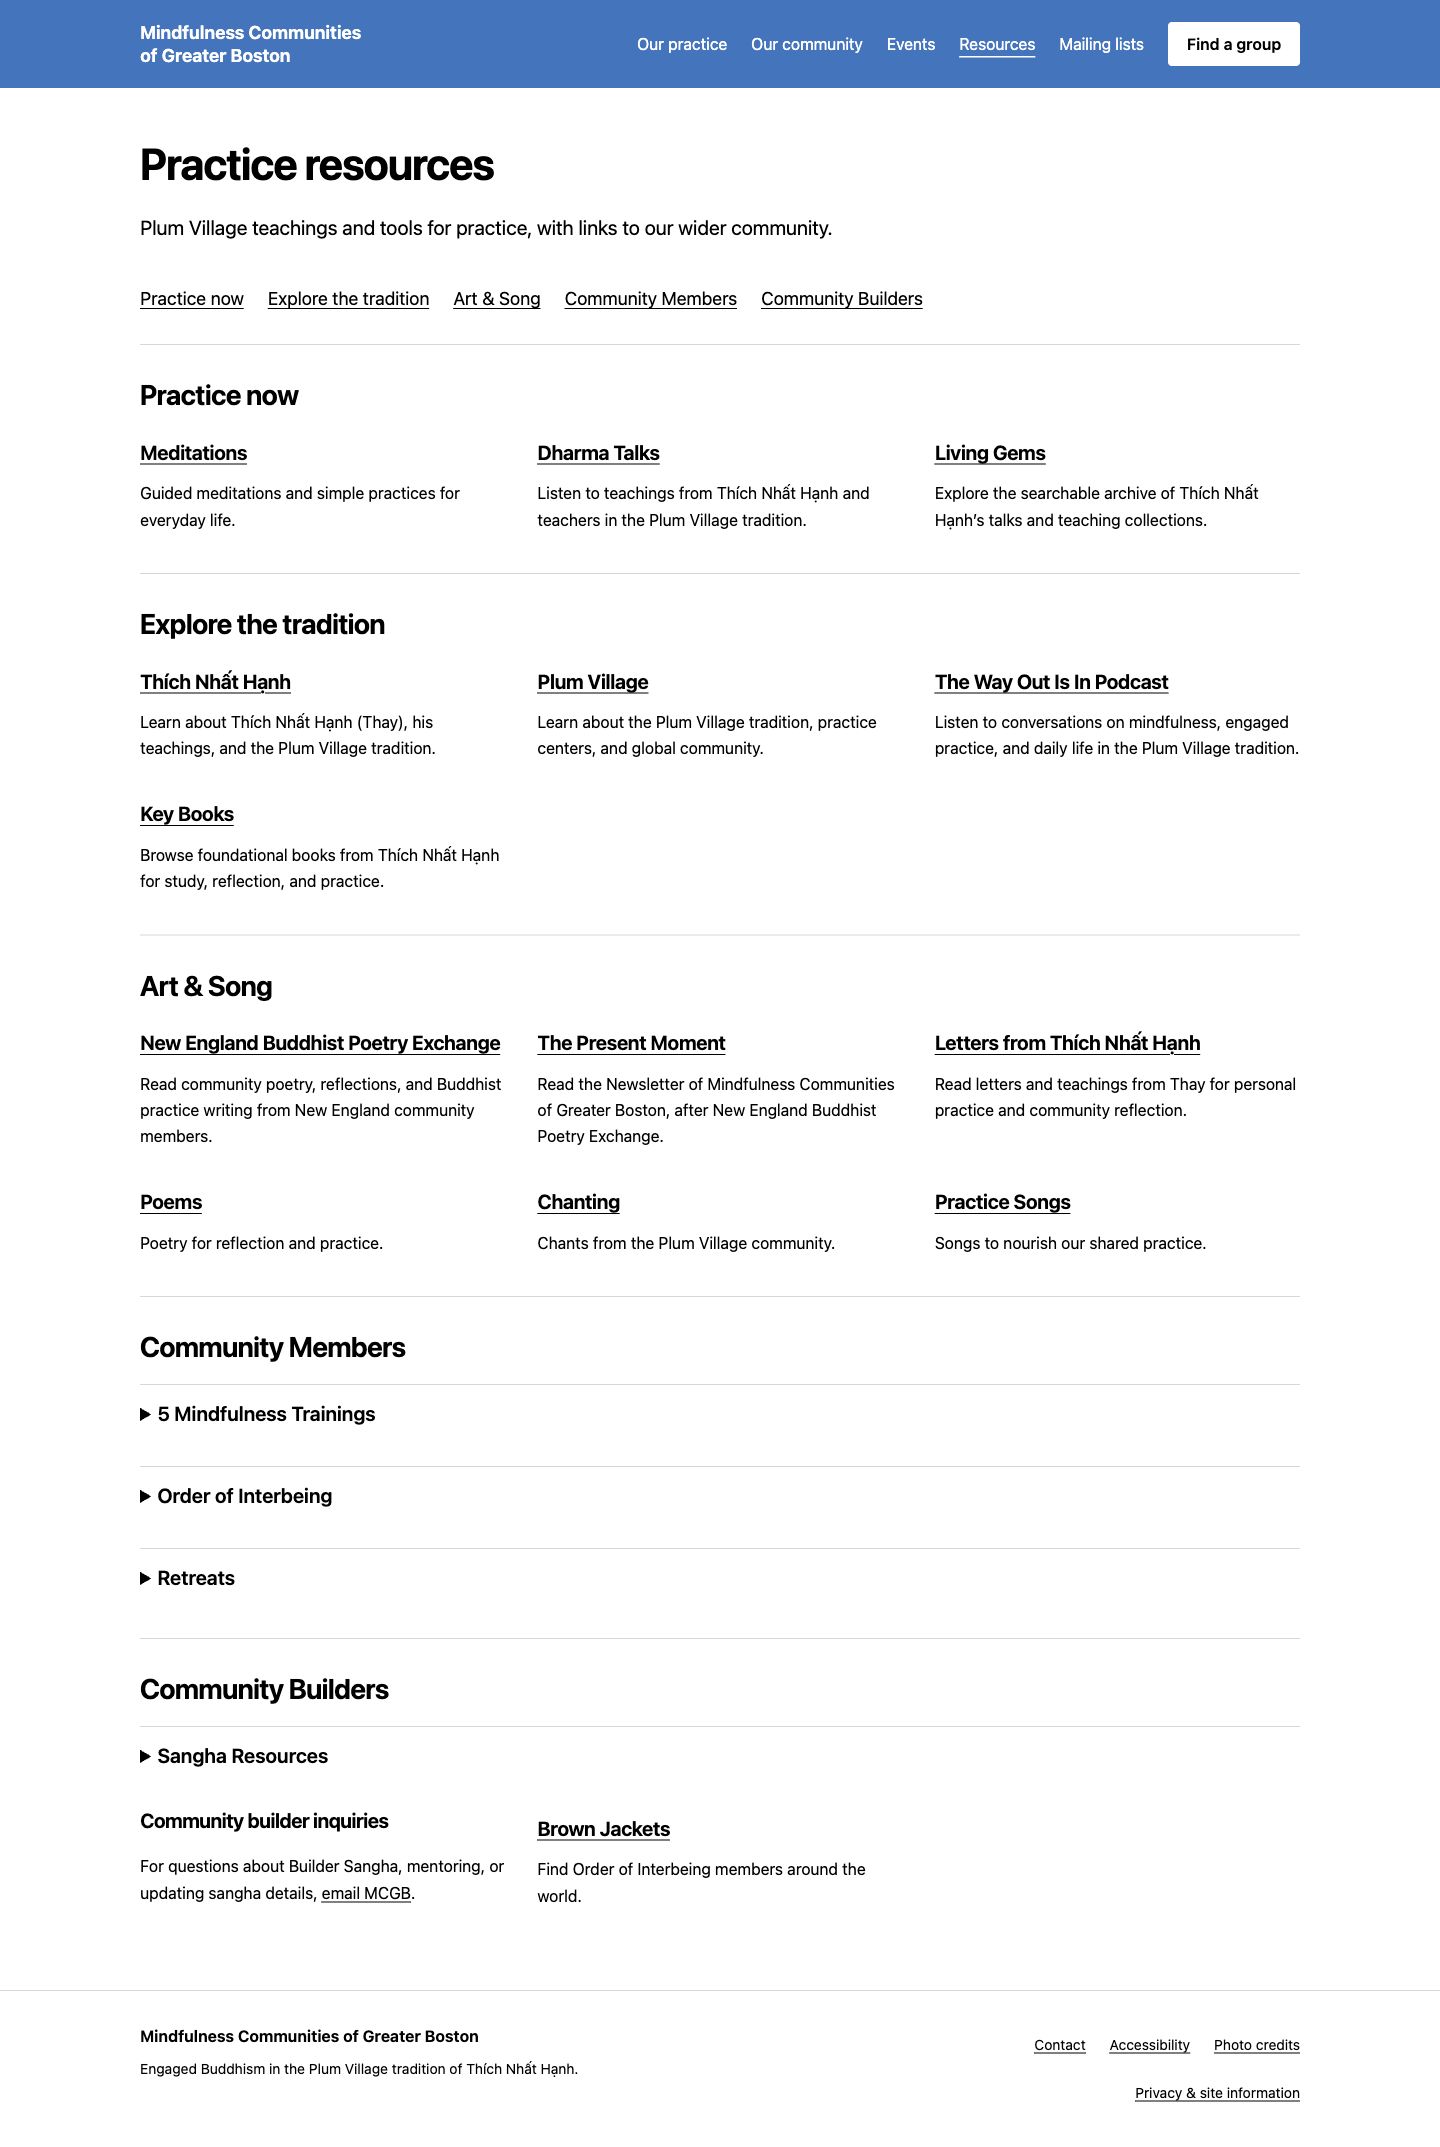 Mindfulness Communities
of Greater Boston
Our practice
Our community
Events
Resources
Mailing lists
Find a group
Practice resources
Plum Village teachings and tools for practice, with links to our wider community.
Practice now
Explore the tradition
Art & Song
Community Members
Community Builders
Practice now
Meditations
Guided meditations and simple practices for
everyday life.
Dharma Talks
Listen to teachings from Thích Nhất Hạnh and
teachers in the Plum Village tradition.
Living Gems
Explore the searchable archive of Thích Nhất
Hạnh’s talks and teaching collections.
Explore the tradition
Thích Nhất Hạnh
Learn about Thích Nhất Hạnh (Thay), his
teachings, and the Plum Village tradition.
Plum Village
Learn about the Plum Village tradition, practice
centers, and global community.
The Way Out Is In Podcast
Listen to conversations on mindfulness, engaged
practice, and daily life in the Plum Village tradition.
Key Books
Browse foundational books from Thích Nhất Hạnh
for study, reflection, and practice.
Art & Song
New England Buddhist Poetry Exchange
Read community poetry, reflections, and Buddhist
practice writing from New England community
members.
The Present Moment
Read the Newsletter of Mindfulness Communities
of Greater Boston, after New England Buddhist
Poetry Exchange.
Letters from Thích Nhất Hạnh
Read letters and teachings from Thay for personal
practice and community reflection.
Poems
Poetry for reflection and practice.
Chanting
Chants from the Plum Village community.
Practice Songs
Songs to nourish our shared practice.
Community Members
5 Mindfulness Trainings
Order of Interbeing
Retreats
Community Builders
Sangha Resources
Community builder inquiries
For questions about Builder Sangha, mentoring, or
updating sangha details, email MCGB.
Brown Jackets
Find Order of Interbeing members around the
world.
Mindfulness Communities of Greater Boston
Engaged Buddhism in the Plum Village tradition of Thích Nhất Hạnh.
Contact
Accessibility
Photo credits
Privacy & site information